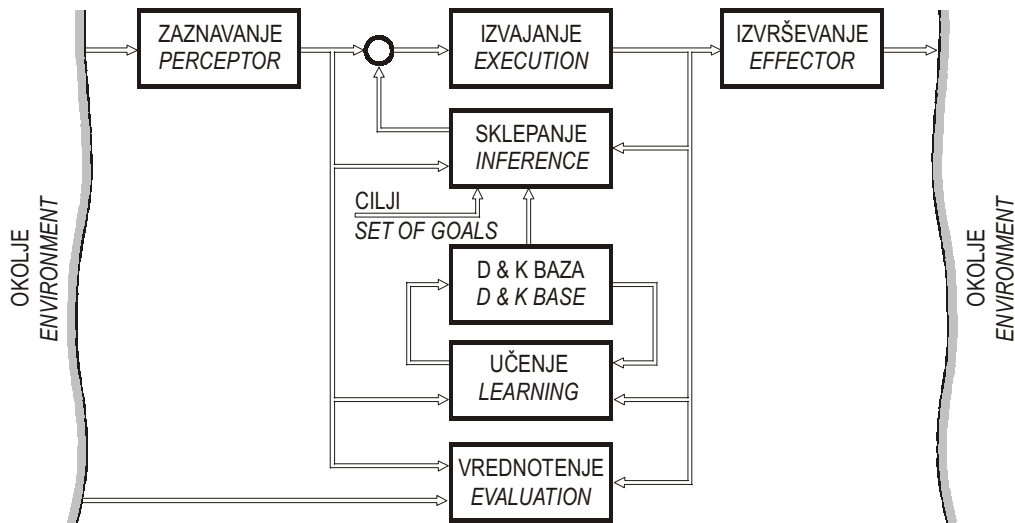 ZAZNAVANJE
PERCEPTOR
IZVAJANJE
EXECUTION
IZVRŠEVANJE
EFFECTOR
SKLEPANJE
INFERENCE
CILJI
SET OF GOALS
OKOLJE
ENVIRONMENT
D & K BAZA
D & K BASE
OKOLJE
ENVIRONMENT
UČENJE
LEARNING
VREDNOTENJE
EVALUATION